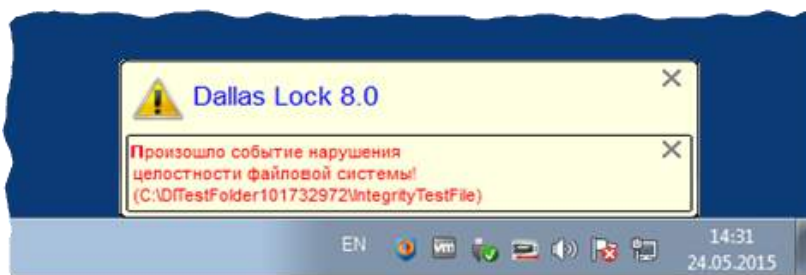 Dallas Lock 8.0
Произошло событие нарушения
целостности файловой системы!
(C:\DlTestFolder101732972\IntegrityTestFile)
EN
14:31
24.05.2015